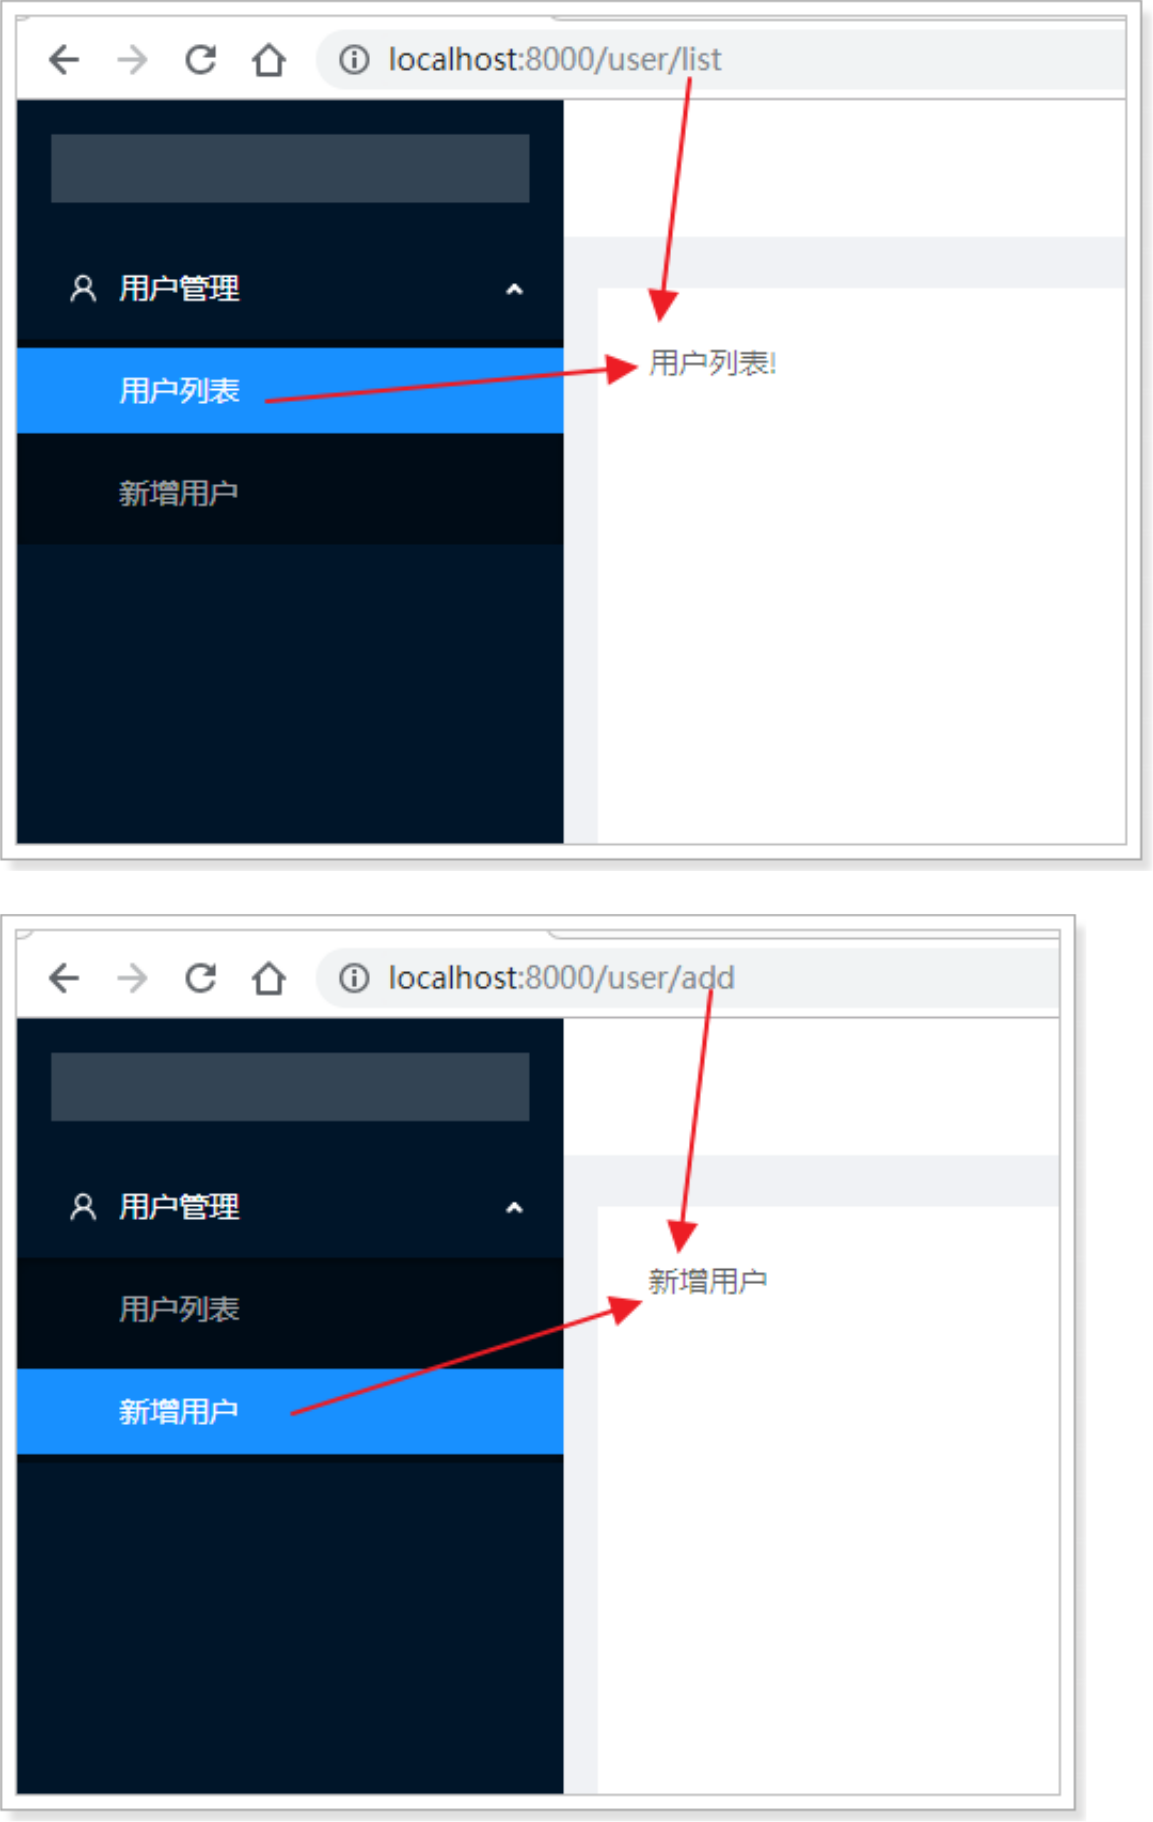 localhost:8000/user/list
用户管理
用户列表!
用户列表
新增用户
localhost:8000/user/add
用户管理
新增用户
用户列表
新增用户